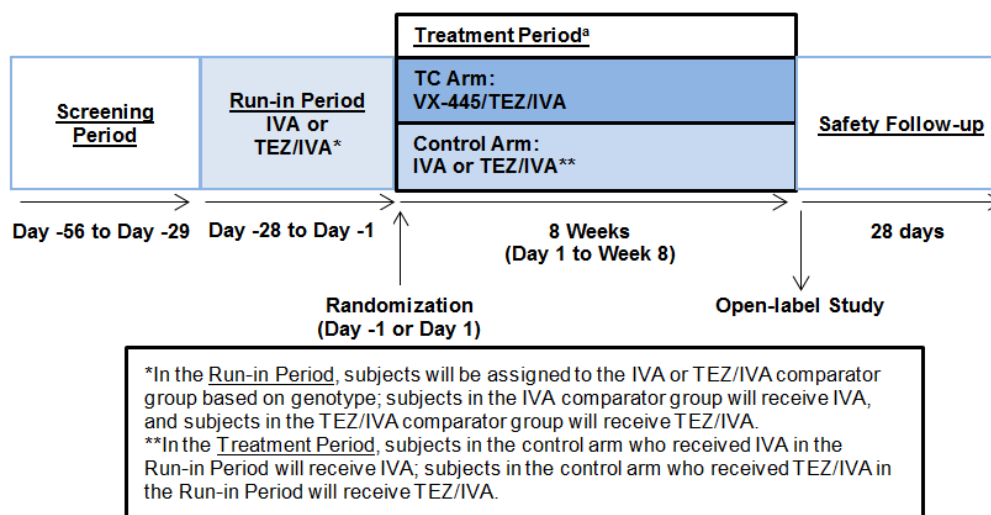 Treatment Periodª
TC Arm:
VX-445/TEZ/IVA
Screening
Period
Run-in Period
IVA or
TEZ/IVA*
Control Arm:
IVA or TEZ/IVA**
Safety Follow-up
Day -56 to Day -29
Day -28 to Day -1
8 Weeks
(Day 1 to Week 8)
28 days
Randomization
(Day -1 or Day 1)
Open-label Study
*In the Run-in Period, subjects will be assigned to the IVA or TEZ/IVA comparator
group based on genotype; subjects in the IVA comparator group will receive IVA,
and subjects in the TEZ/IVA comparator group will receive TEZ/IVA.
**In the Treatment Period, subjects in the control arm who received IVA in the
Run-in Period will receive IVA; subjects in the control arm who received TEZ/IVA in
the Run-in Period will receive TEZ/IVA.